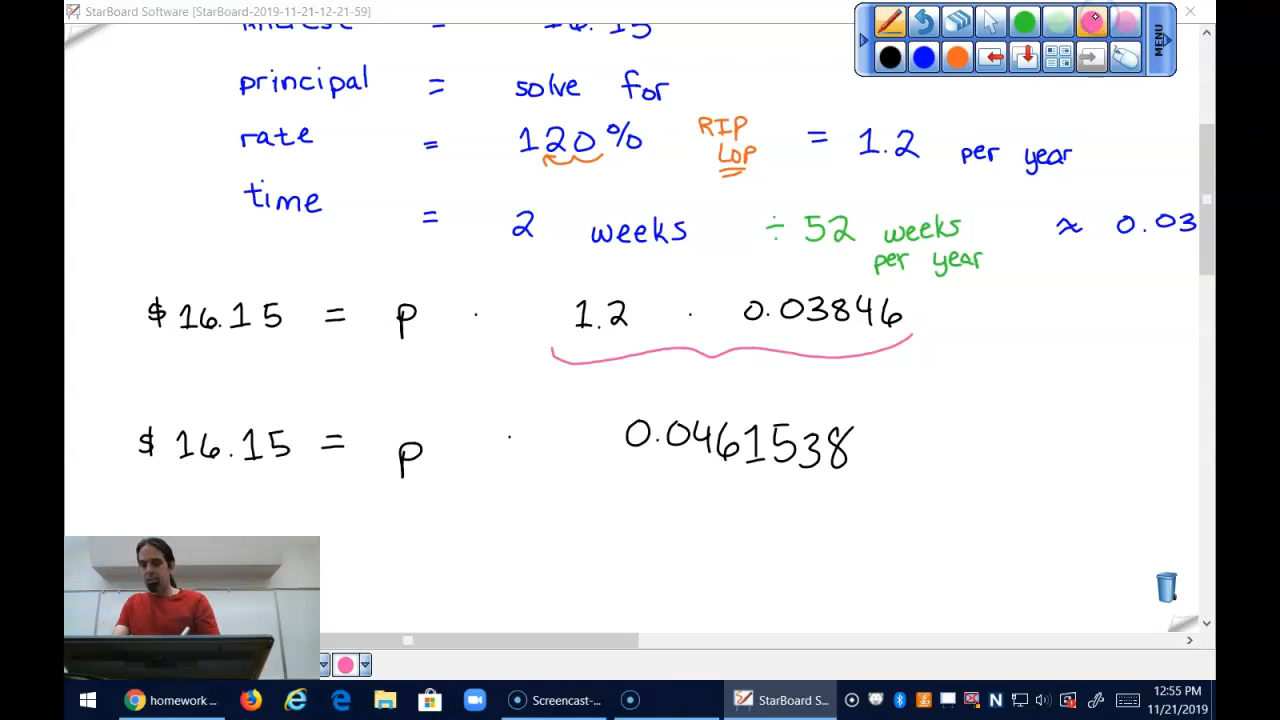 StarBoard Software [StarBoard-2019-11-21-12-21-59]
MENU
principal = solve for
rate = 120% RIP LOP = 1.2 per year
time = 2 weeks ÷ 52 weeks per year ≈ 0.03
$16.15 = p · 1.2 · 0.03846
$16.15 = p · 0.0461538
homework ...
Screencast-...
StarBoard S...
12:55 PM
11/21/2019